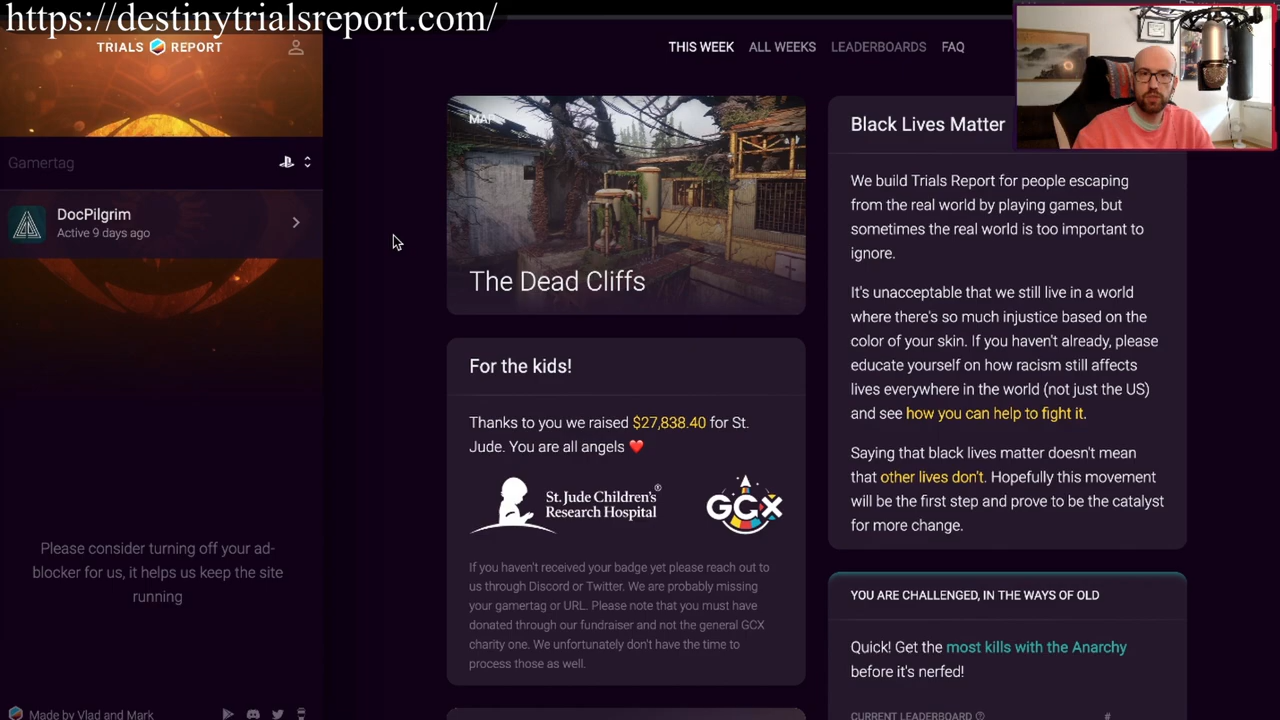 https://destinytrialsreport.com/
TRIALS REPORT
THIS WEEK
ALL WEEKS
LEADERBOARDS
FAQ
Gamertag
DocPilgrim
Active 9 days ago
Please consider turning off your ad-
blocker for us, it helps us keep the site
running
Made by Vlad and Mark
MAP
The Dead Cliffs
For the kids!
Thanks to you we raised $27,838.40 for St.
Jude. You are all angels ❤️
St. Jude Children's
Research Hospital
®
GCX
If you haven't received your badge yet please reach out to
us through Discord or Twitter. We are probably missing
your gamertag or URL. Please note that you must have
donated through our fundraiser and not the general GCX
charity one. We unfortunately don't have the time to
process those as well.
Black Lives Matter
We build Trials Report for people escaping
from the real world by playing games, but
sometimes the real world is too important to
ignore.
It's unacceptable that we still live in a world
where there's so much injustice based on the
color of your skin. If you haven't already, please
educate yourself on how racism still affects
lives everywhere in the world (not just the US)
and see how you can help to fight it.
Saying that black lives matter doesn't mean
that other lives don't. Hopefully this movement
will be the first step and prove to be the catalyst
for more change.
YOU ARE CHALLENGED, IN THE WAYS OF OLD
Quick! Get the most kills with the Anarchy
before it's nerfed!
CURRENT LEADERBOARD
#